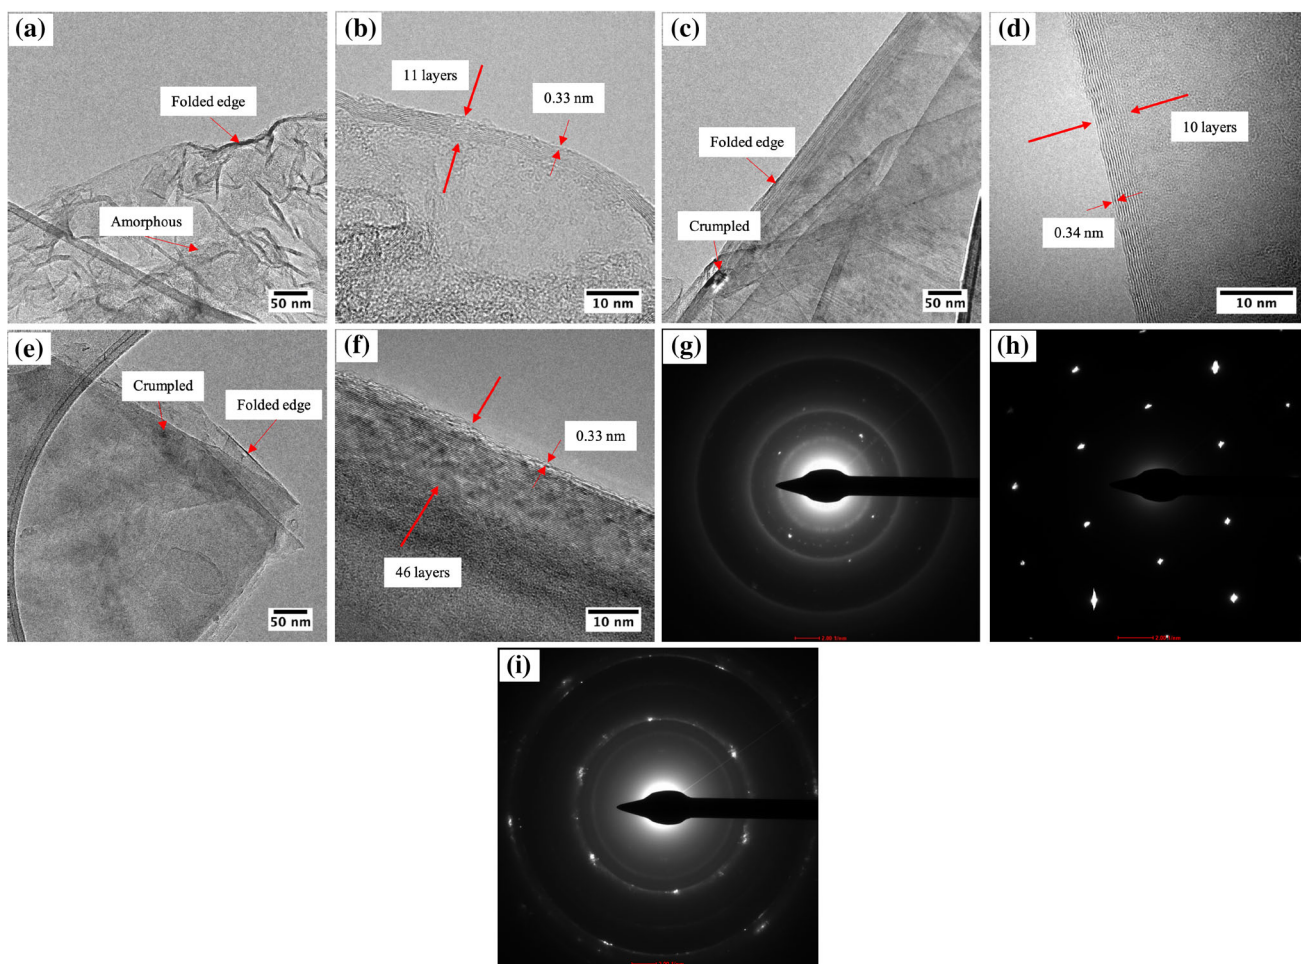 (a)
Folded edge
Amorphous
50 nm
(b)
11 layers
0.33 nm
10 nm
(c)
Folded edge
Crumpled
50 nm
(d)
10 layers
0.34 nm
10 nm
(e)
Crumpled
Folded edge
50 nm
(f)
0.33 nm
46 layers
10 nm
(g)
(h)
(i)